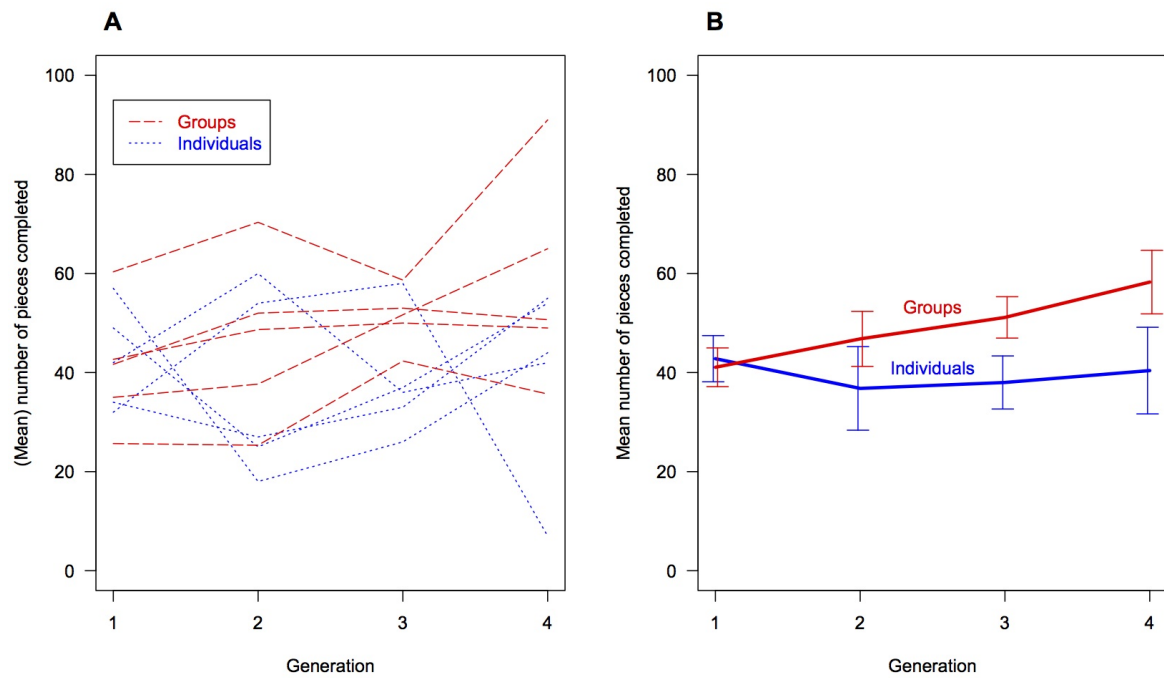 A
(Mean) number of pieces completed
100
80
60
40
20
0
Groups
Individuals
1 2 3 4
Generation
B
Mean number of pieces completed
100
80
60
40
20
0
Groups
Individuals
1 2 3 4
Generation